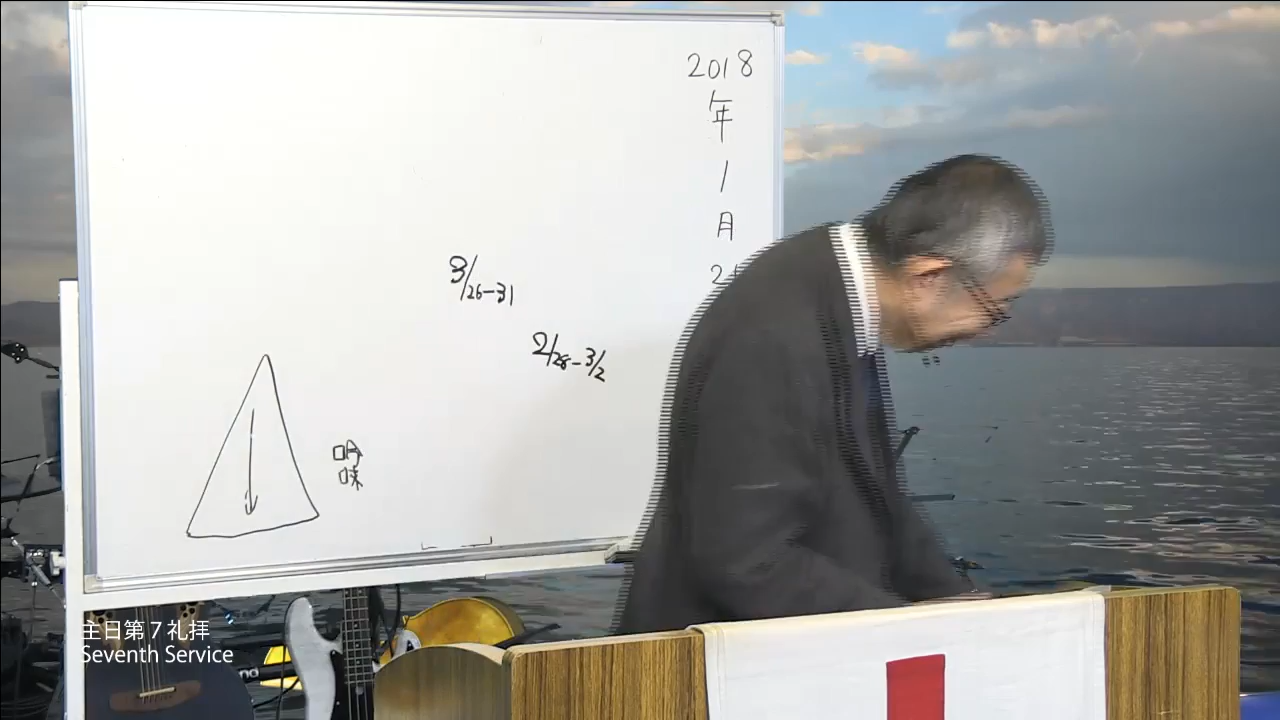 2018
年
1
月
3/26-31
2/28-3/2
吟
味
主日第7礼拜
Seventh Service